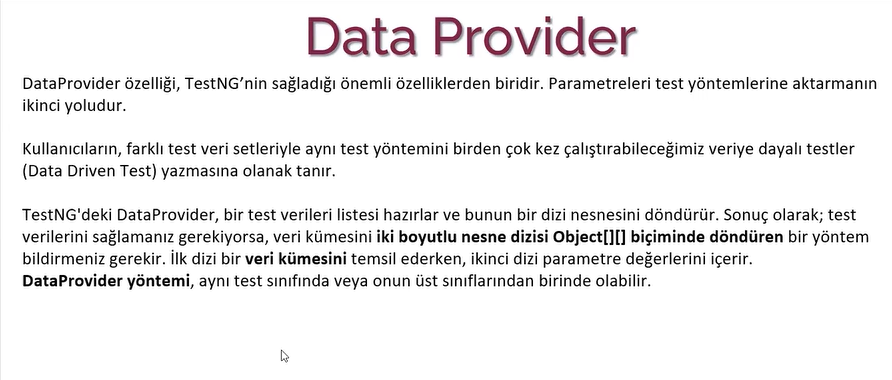 Data Provider
DataProvider özelliği, TestNG’nin sağladığı önemli özelliklerden biridir. Parametreleri test yöntemlerine aktarmanın
ikinci yoludur.
Kullanıcıların, farklı test veri setleriyle aynı test yöntemini birden çok kez çalıştırabileceğimiz veriye dayalı testler
(Data Driven Test) yazmasına olanak tanır.
TestNG'deki DataProvider, bir test verileri listesi hazırlar ve bunun bir dizi nesnesini döndürür. Sonuç olarak; test
verilerini sağlamanız gerekiyorsa, veri kümesini iki boyutlu nesne dizisi Object[][] biçiminde döndüren bir yöntem
bildirmeniz gerekir. İlk dizi bir veri kümesini temsil ederken, ikinci dizi parametre değerlerini içerir.
DataProvider yöntemi, aynı test sınıfında veya onun üst sınıflarından birinde olabilir.